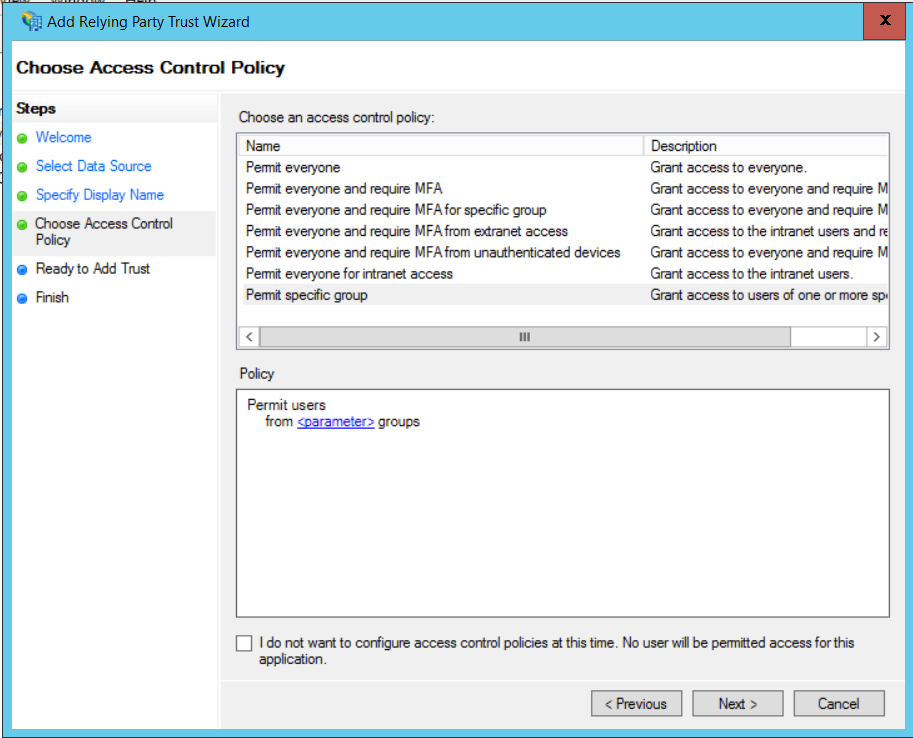 Add Relying Party Trust Wizard
x
Choose Access Control Policy
Steps
Welcome
Select Data Source
Specify Display Name
Choose Access Control
Policy
Ready to Add Trust
Finish
Choose an access control policy:
Name Description
Permit everyone Grant access to everyone.
Permit everyone and require MFA Grant access to everyone and require M
Permit everyone and require MFA for specific group Grant access to everyone and require M
Permit everyone and require MFA from extranet access Grant access to the intranet users and re
Permit everyone and require MFA from unauthenticated devices Grant access to everyone and require M
Permit everyone for intranet access Grant access to the intranet users.
Permit specific group Grant access to users of one or more spe
Policy
Permit users
from <parameter> groups
I do not want to configure access control policies at this time. No user will be permitted access for this
application.
< Previous Next > Cancel